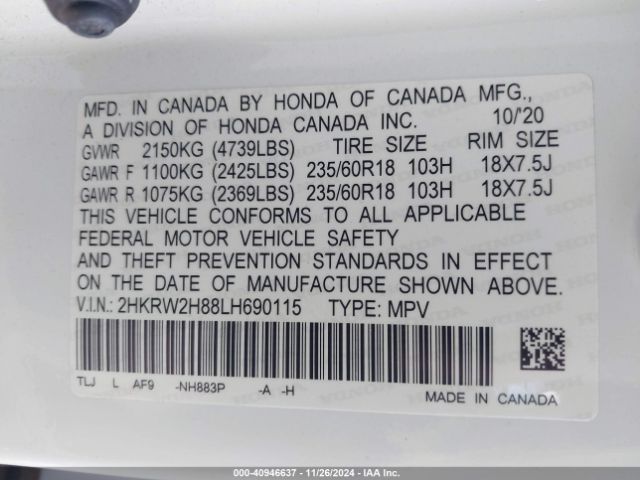 MFD. IN CANADA BY HONDA OF CANADA MFG.,
A DIVISION OF HONDA CANADA INC. 10/'20
GVWR 2150KG (4739LBS) TIRE SIZE RIM SIZE
GAWR F 1100KG (2425LBS) 235/60R18 103H 18X7.5J
GAWR R 1075KG (2369LBS) 235/60R18 103H 18X7.5J
THIS VEHICLE CONFORMS TO ALL APPLICABLE
FEDERAL MOTOR VEHICLE SAFETY
AND THEFT PREVENTION STANDARDS IN EFFECT
ON THE DATE OF MANUFACTURE SHOWN ABOVE.
V.I.N.: 2HKRW2H88LH690115 TYPE: MPV
TLJ L AF9 -NH883P -A -H
MADE IN CANADA
000-40946637 - 11/26/2024 - IAA Inc.